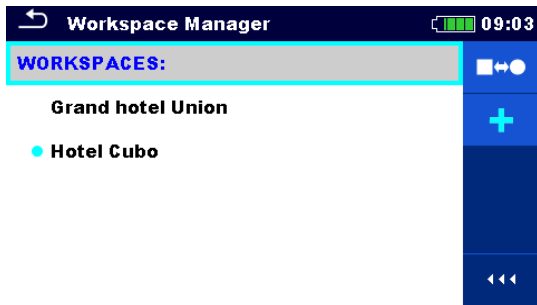 Workspace Manager
09:03
WORKSPACES:
Grand hotel Union
Hotel Cubo